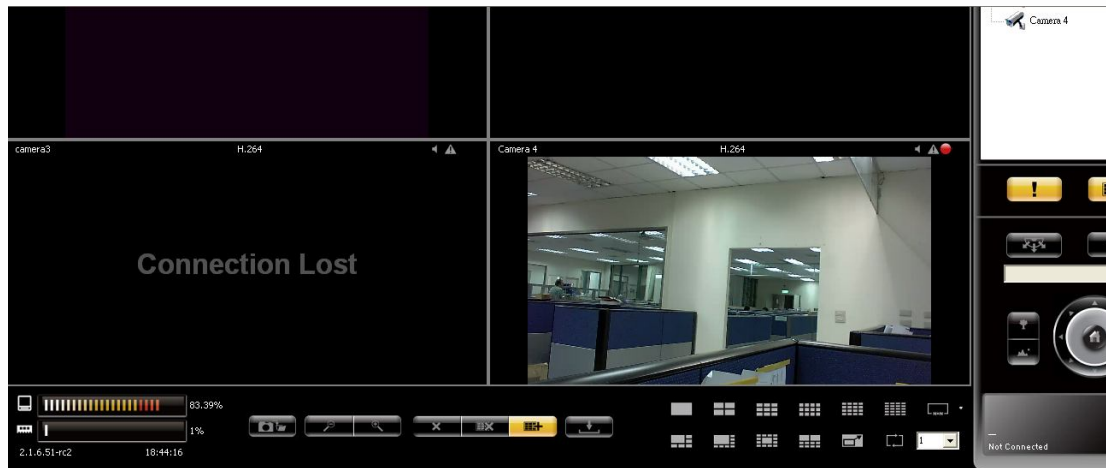 Camera 4
camera3 H.264
Camera 4 H.264
Connection Lost
83.39%
1%
2.1.6.51-rc2 18:44:16
1
Not Connected